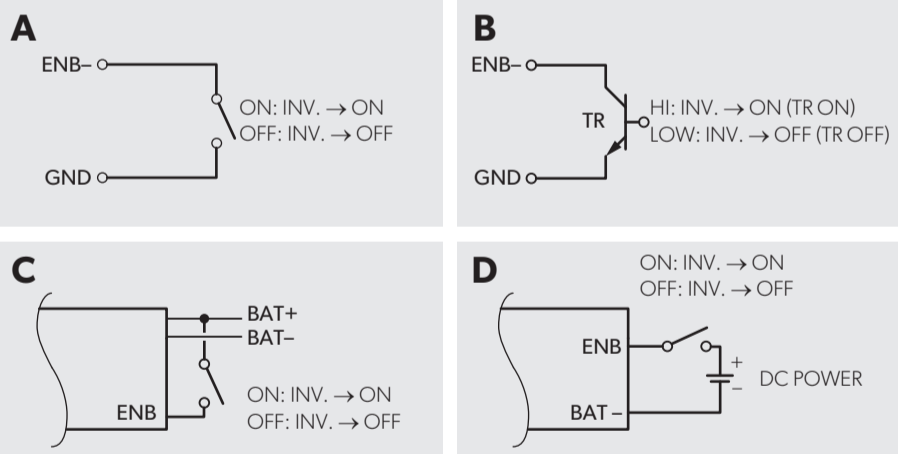 A
ENB–
ON: INV. → ON
OFF: INV. → OFF
GND
B
ENB–
TR
HI: INV. → ON (TR ON)
LOW: INV. → OFF (TR OFF)
GND
C
BAT+
BAT–
ON: INV. → ON
ENB
OFF: INV. → OFF
D
ON: INV. → ON
OFF: INV. → OFF
ENB
+
DC POWER
–
BAT –